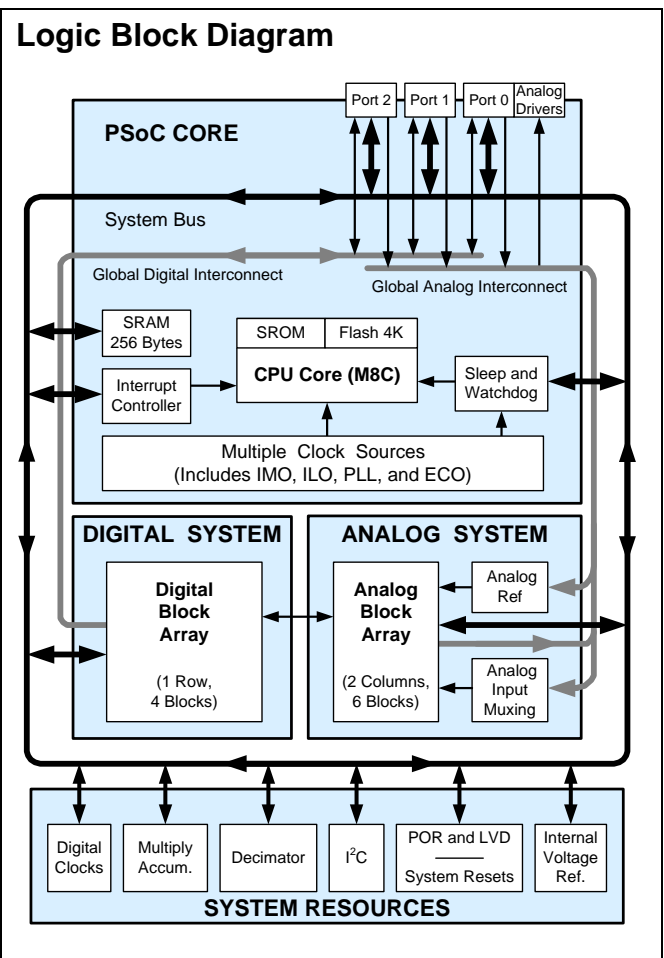 Logic Block Diagram
Port 2
Port 1
Port 0
Analog
Drivers
PSoC CORE
System Bus
Global Digital Interconnect
Global Analog Interconnect
SRAM
256 Bytes
SROM
Flash 4K
CPU Core (M8C)
Interrupt
Controller
Sleep and
Watchdog
Multiple Clock Sources
(Includes IMO, ILO, PLL, and ECO)
DIGITAL SYSTEM
Digital
Block
Array
(1 Row,
4 Blocks)
ANALOG SYSTEM
Analog
Block
Array
(2 Columns,
6 Blocks)
Analog
Ref
Analog
Input
Muxing
Digital
Clocks
Multiply
Accum.
Decimator
I²C
POR and LVD
System Resets
Internal
Voltage
Ref.
SYSTEM RESOURCES